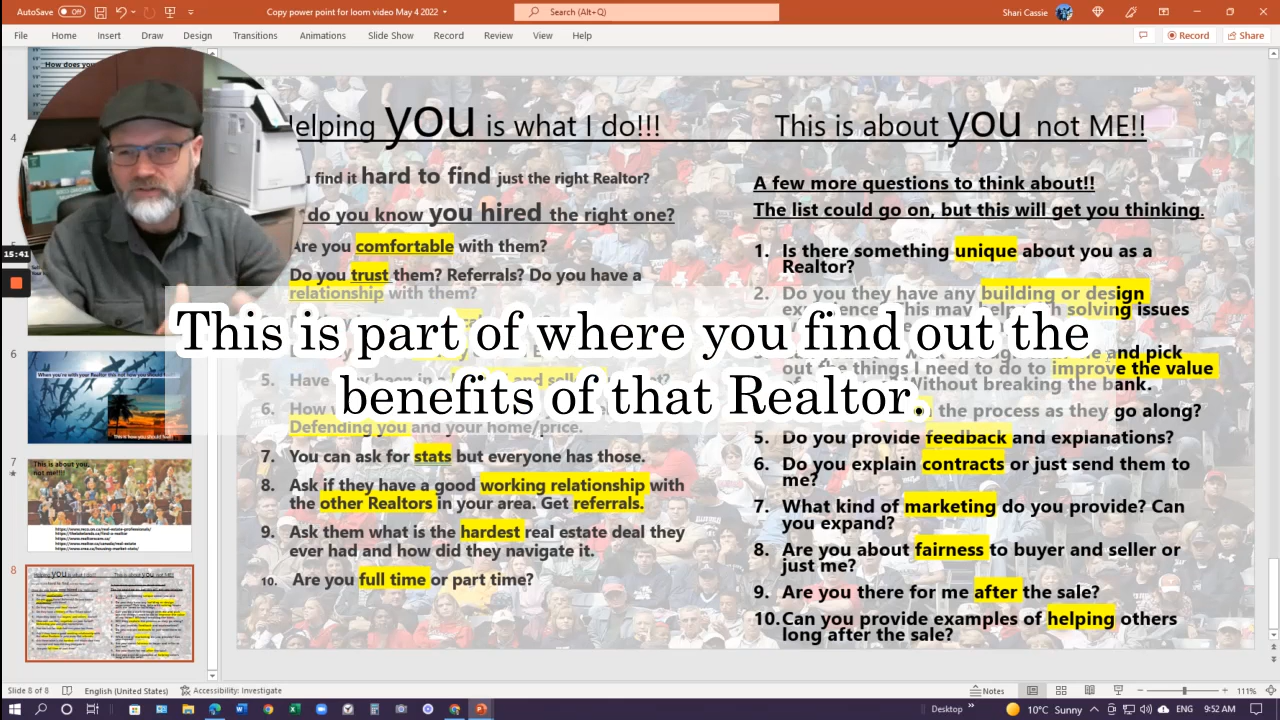 AutoSave Off
Copy power point for loom video May 4 2022
Search (Alt+Q)
Shari Cassie
File Home Insert Draw Design Transitions Animations Slide Show Record Review View Help
Record Share
How does you
4
elping you is what I do!!!
This is about you not ME!!
find it hard to find just the right Realtor?
do you know you hired the right one?
Are you comfortable with them?
Do you trust them? Referrals? Do you have a
relationship with them?
A few more questions to think about!!
The list could go on, but this will get you thinking.
1. Is there something unique about you as a
Realtor?
2. Do you they have any building or design
solving issues
and pick
out the things I need to do to improve the value
Without breaking the bank.
the process as they go along?
15:41
This is part of where you find out the
benefits of that Realtor.
5. Have
6. How
Defending you and your home/price.
7. You can ask for stats but everyone has those.
8. Ask if they have a good working relationship with
the other Realtors in your area. Get referrals.
9. Ask them what is the hardest real estate deal they
ever had and how did they navigate it.
10. Are you full time or part time?
5. Do you provide feedback and explanations?
6. Do you explain contracts or just send them to
me?
7. What kind of marketing do you provide? Can
you expand?
8. Are you about fairness to buyer and seller or
just me?
9. Are you there for me after the sale?
10. Can you provide examples of helping others
long after the sale?
6
7
This is about you,
not me!!!!
8
Slide 8 of 8
English (United States)
Accessibility: Investigate
Notes
111%
Desktop
10°C Sunny
ENG
9:52 AM